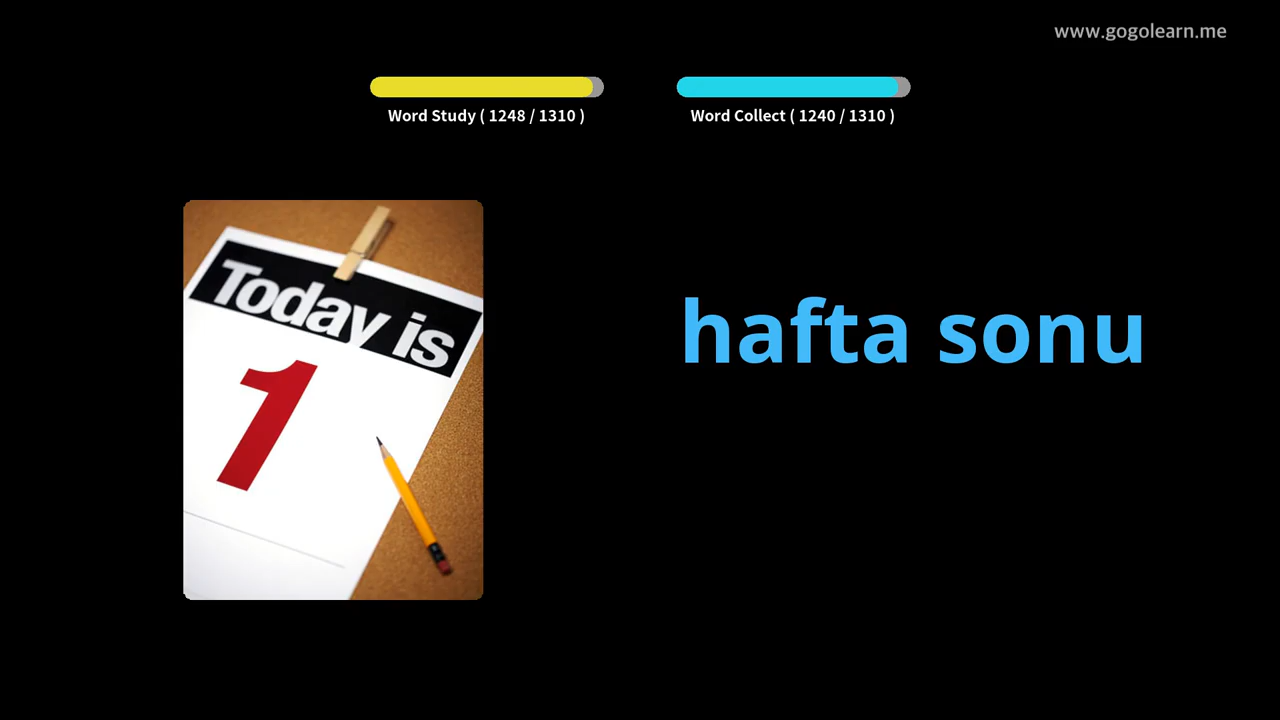 www.gogolearn.me
Word Study ( 1248 / 1310 )
Word Collect ( 1240 / 1310 )
Today is
1
hafta sonu